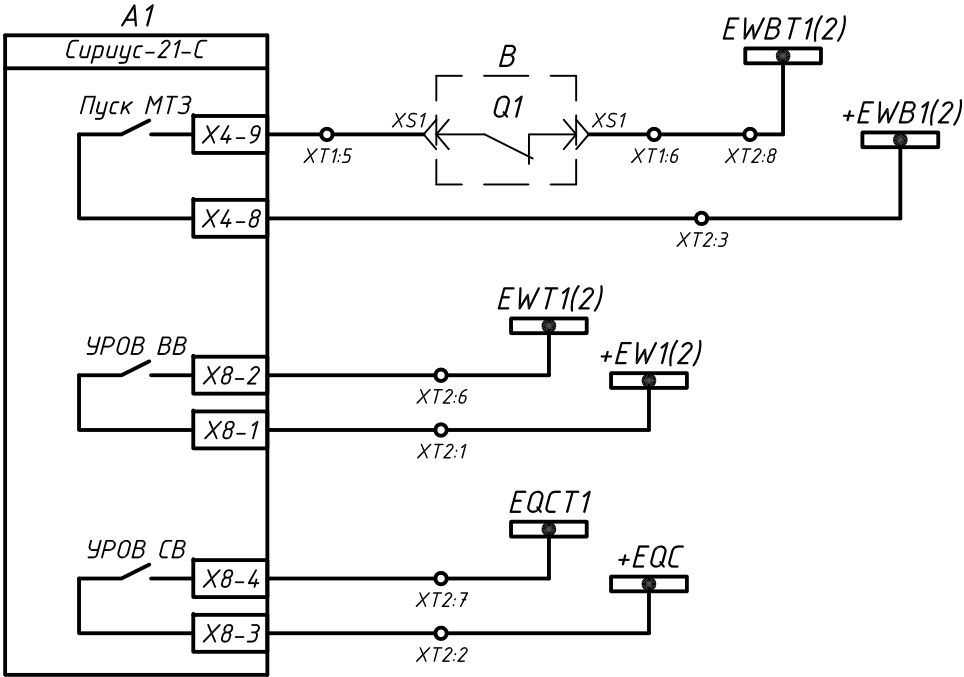 A1
Сириус-21-С
EWBT1(2)
B
Пуск МТЗ
Q1
+EWB1(2)
X4-9
XS1
XS1
XT1:5
XT1:6
XT2:8
X4-8
XT2:3
EWT1(2)
УРОВ ВВ
+EW1(2)
X8-2
XT2:6
X8-1
XT2:1
EQCT1
УРОВ СВ
+EQC
X8-4
XT2:7
X8-3
XT2:2